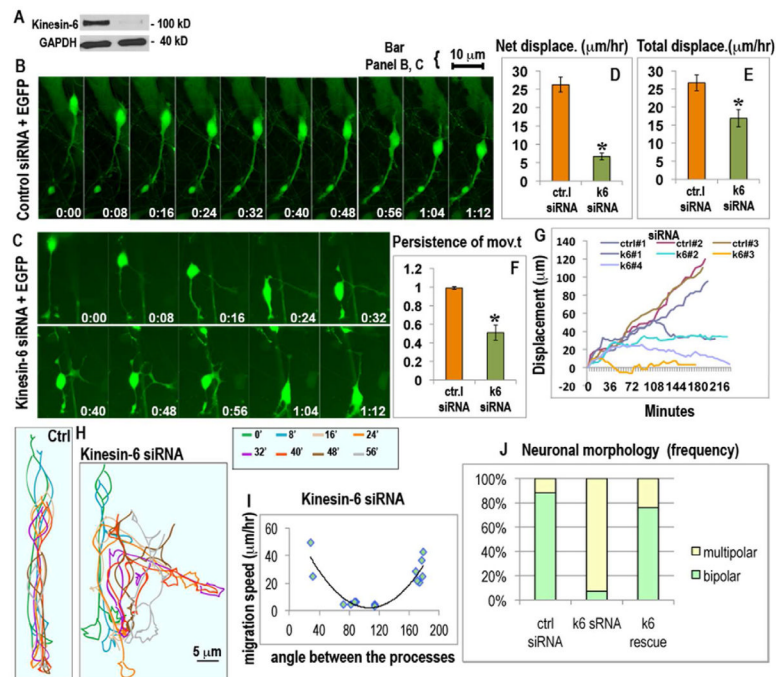 A
Kinesin-6
- 100 kD
GAPDH
- 40 kD
Bar
Panel B, C
{
10 μm
B
Control siRNA + EGFP
0:00
0:08
0:16
0:24
0:32
0:40
0:48
0:56
1:04
1:12
Net displace. (μm/hr)
D
30
25
20
15
10
5
0
*
ctr.l siRNA
k6 siRNA
Total displace.(μm/hr)
E
30
25
20
15
10
5
0
*
ctr.l siRNA
k6 siRNA
C
Kinesin-6 siRNA + EGFP
0:00
0:08
0:16
0:24
0:32
0:40
0:48
0:56
1:04
1:12
Persistence of mov.t
F
1.2
1
0.8
0.6
0.4
0.2
0
*
ctr.l siRNA
k6 siRNA
G
siRNA
ctrl#1
ctrl#2
ctrl#3
k6#1
k6#2
k6#3
k6#4
Displacement (μm)
140
120
100
80
60
40
20
0
-20
0 36 72 108 144 180 216
Minutes
Ctrl
H
Kinesin-6 siRNA
0'
8'
16'
24'
32'
40'
48'
56'
5 μm
I
Kinesin-6 siRNA
migration speed (μm/hr)
60
40
20
0
0 40 80 120 160 200
angle between the processes
J
Neuronal morphology (frequency)
100%
80%
60%
40%
20%
0%
ctrl siRNA
k6 sRNA
k6 rescue
multipolar
bipolar